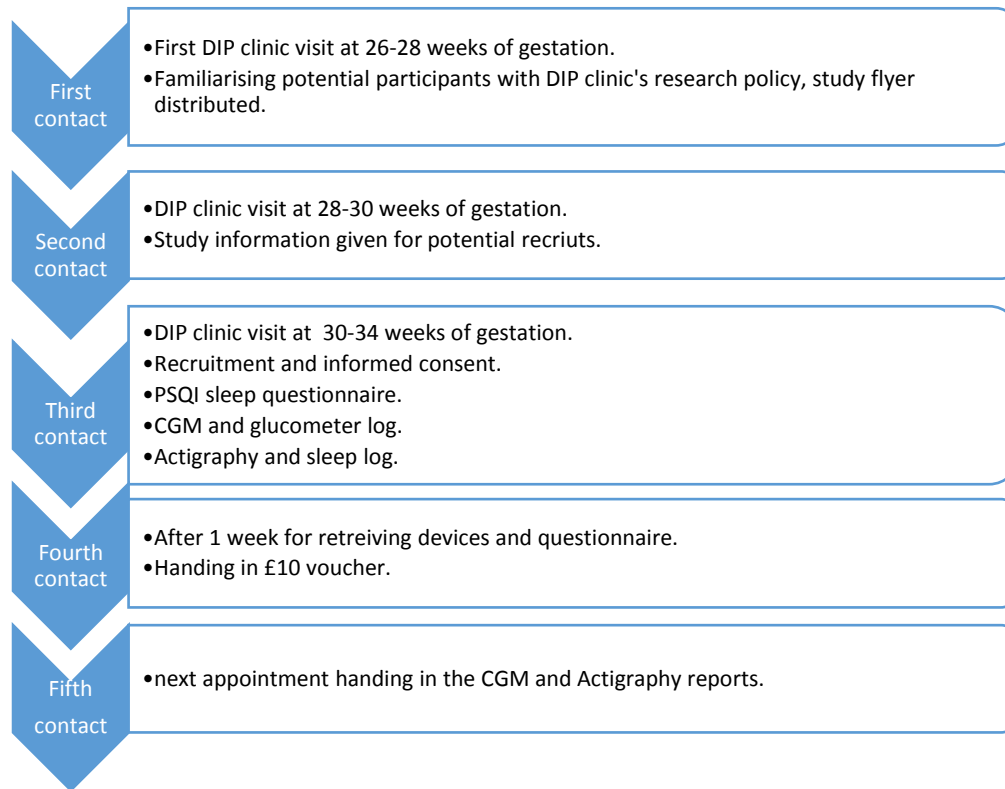 First
contact
•First DIP clinic visit at 26-28 weeks of gestation.
•Familiarising potential participants with DIP clinic's research policy, study flyer
distributed.
Second
contact
•DIP clinic visit at 28-30 weeks of gestation.
•Study information given for potential recriuts.
Third
contact
•DIP clinic visit at  30-34 weeks of gestation.
•Recruitment and informed consent.
•PSQI sleep questionnaire.
•CGM and glucometer log.
•Actigraphy and sleep log.
Fourth
contact
•After 1 week for retreiving devices and questionnaire.
•Handing in £10 voucher.
Fifth
contact
•next appointment handing in the CGM and Actigraphy reports.